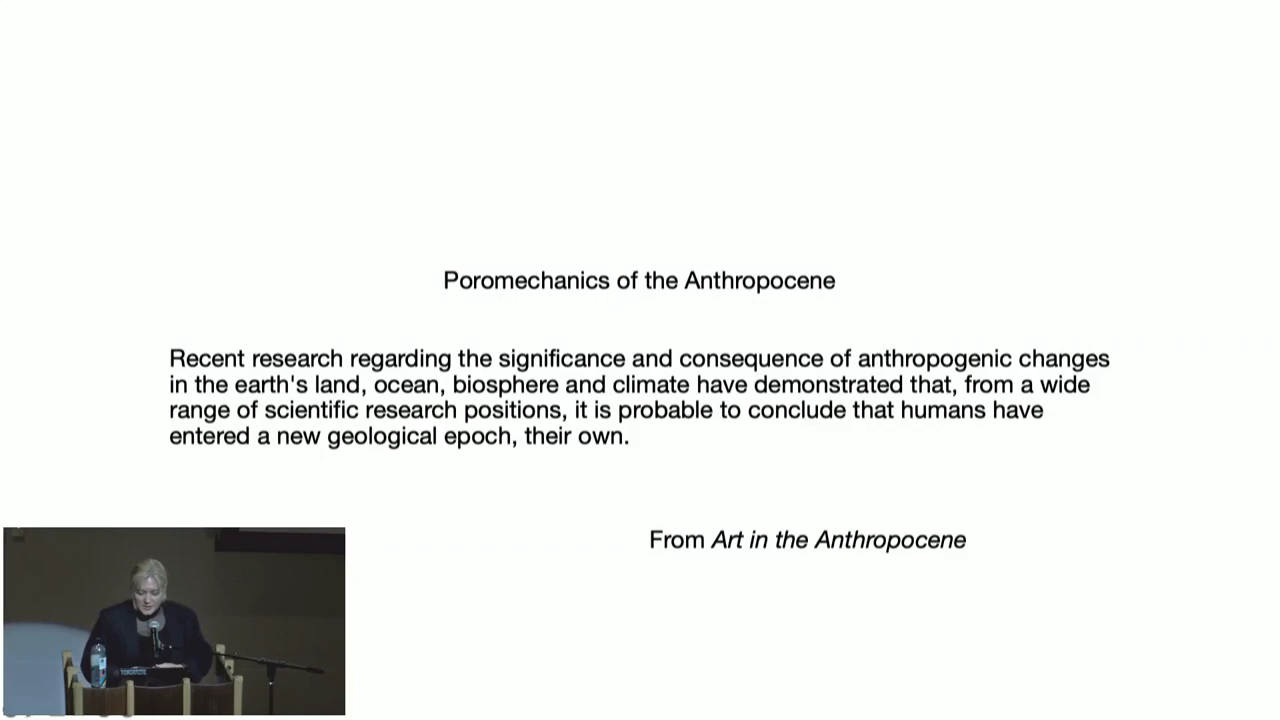 Poromechanics of the Anthropocene
Recent research regarding the significance and consequence of anthropogenic changes
in the earth's land, ocean, biosphere and climate have demonstrated that, from a wide
range of scientific research positions, it is probable to conclude that humans have
entered a new geological epoch, their own.
From Art in the Anthropocene